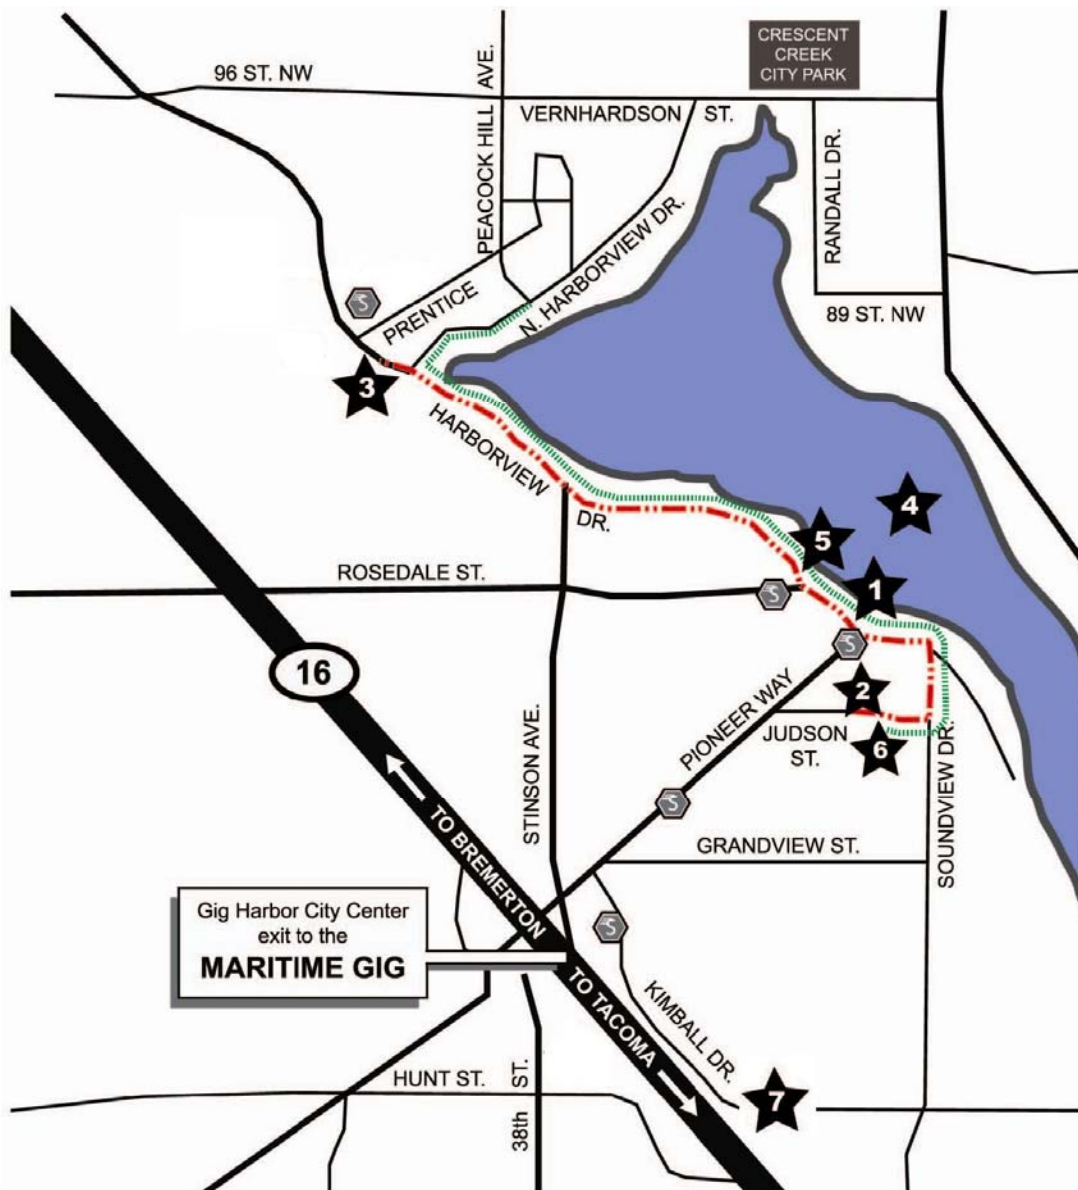 CRESCENT
CREEK
CITY PARK
96 ST. NW
PEACOCK HILL AVE.
VERNHARDSON ST.
RANDALL DR.
N. HARBORVIEW DR.
PRENTICE
89 ST. NW
3
HARBORVIEW DR.
4
5
ROSEDALE ST.
1
S
S
S
16
2
PIONEER WAY
JUDSON
ST.
6
STINSON AVE.
SOUNDVIEW DR.
S
GRANDVIEW ST.
TO BREMERTON
Gig Harbor City Center
exit to the
MARITIME GIG
S
TO TACOMA
KIMBALL DR.
HUNT ST.
38th ST.
7